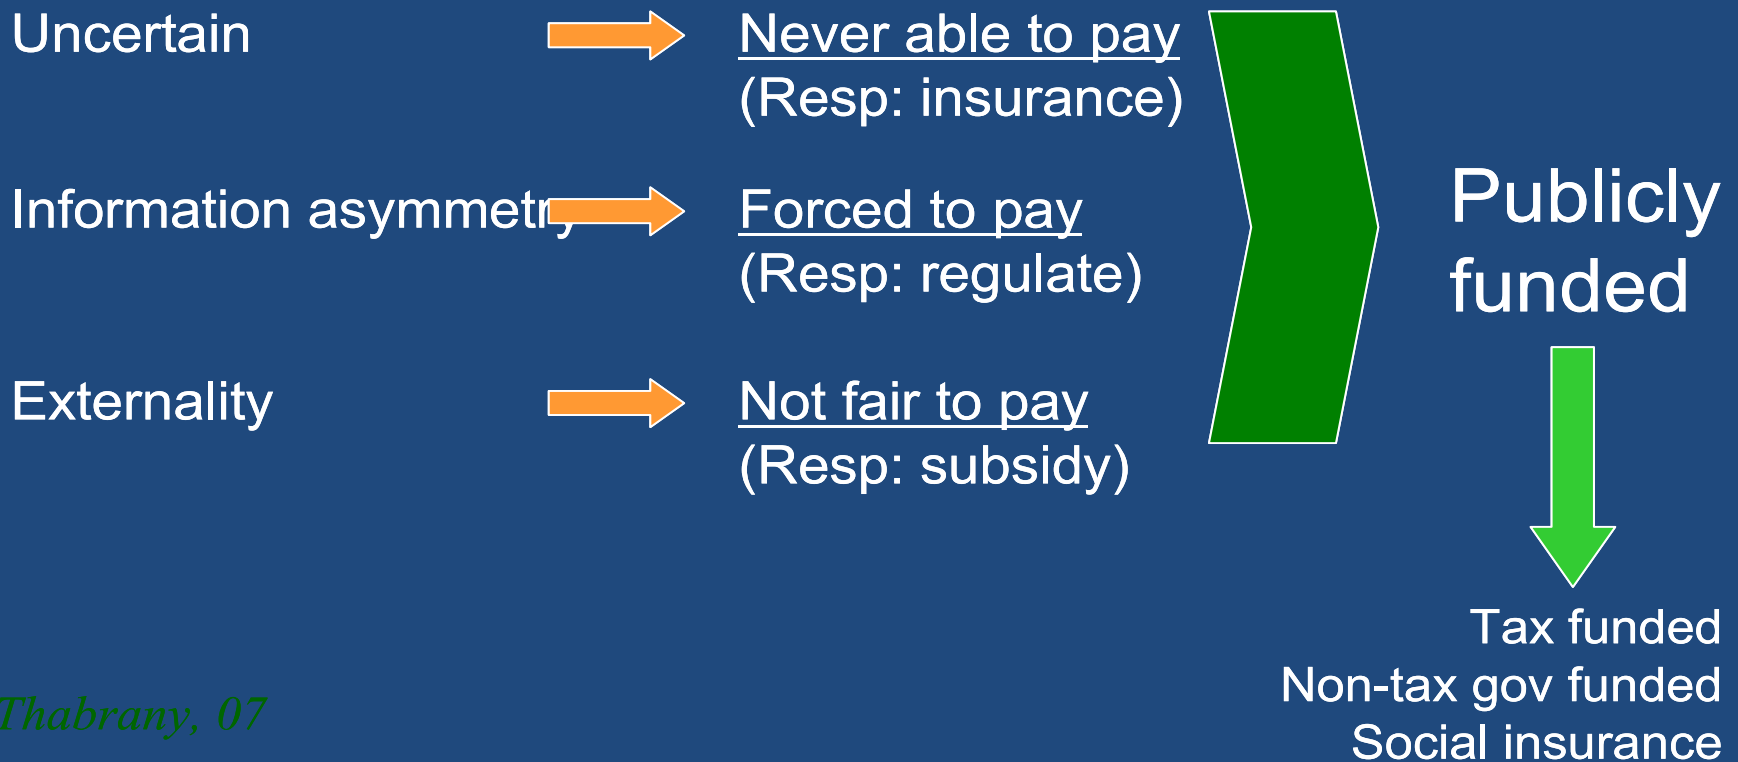 Uncertain
Never able to pay
(Resp: insurance)
Information asymmetry
Forced to pay
(Resp: regulate)
Externality
Not fair to pay
(Resp: subsidy)
Publicly
funded
Tax funded
Non-tax gov funded
Social insurance
Thabrany, 07